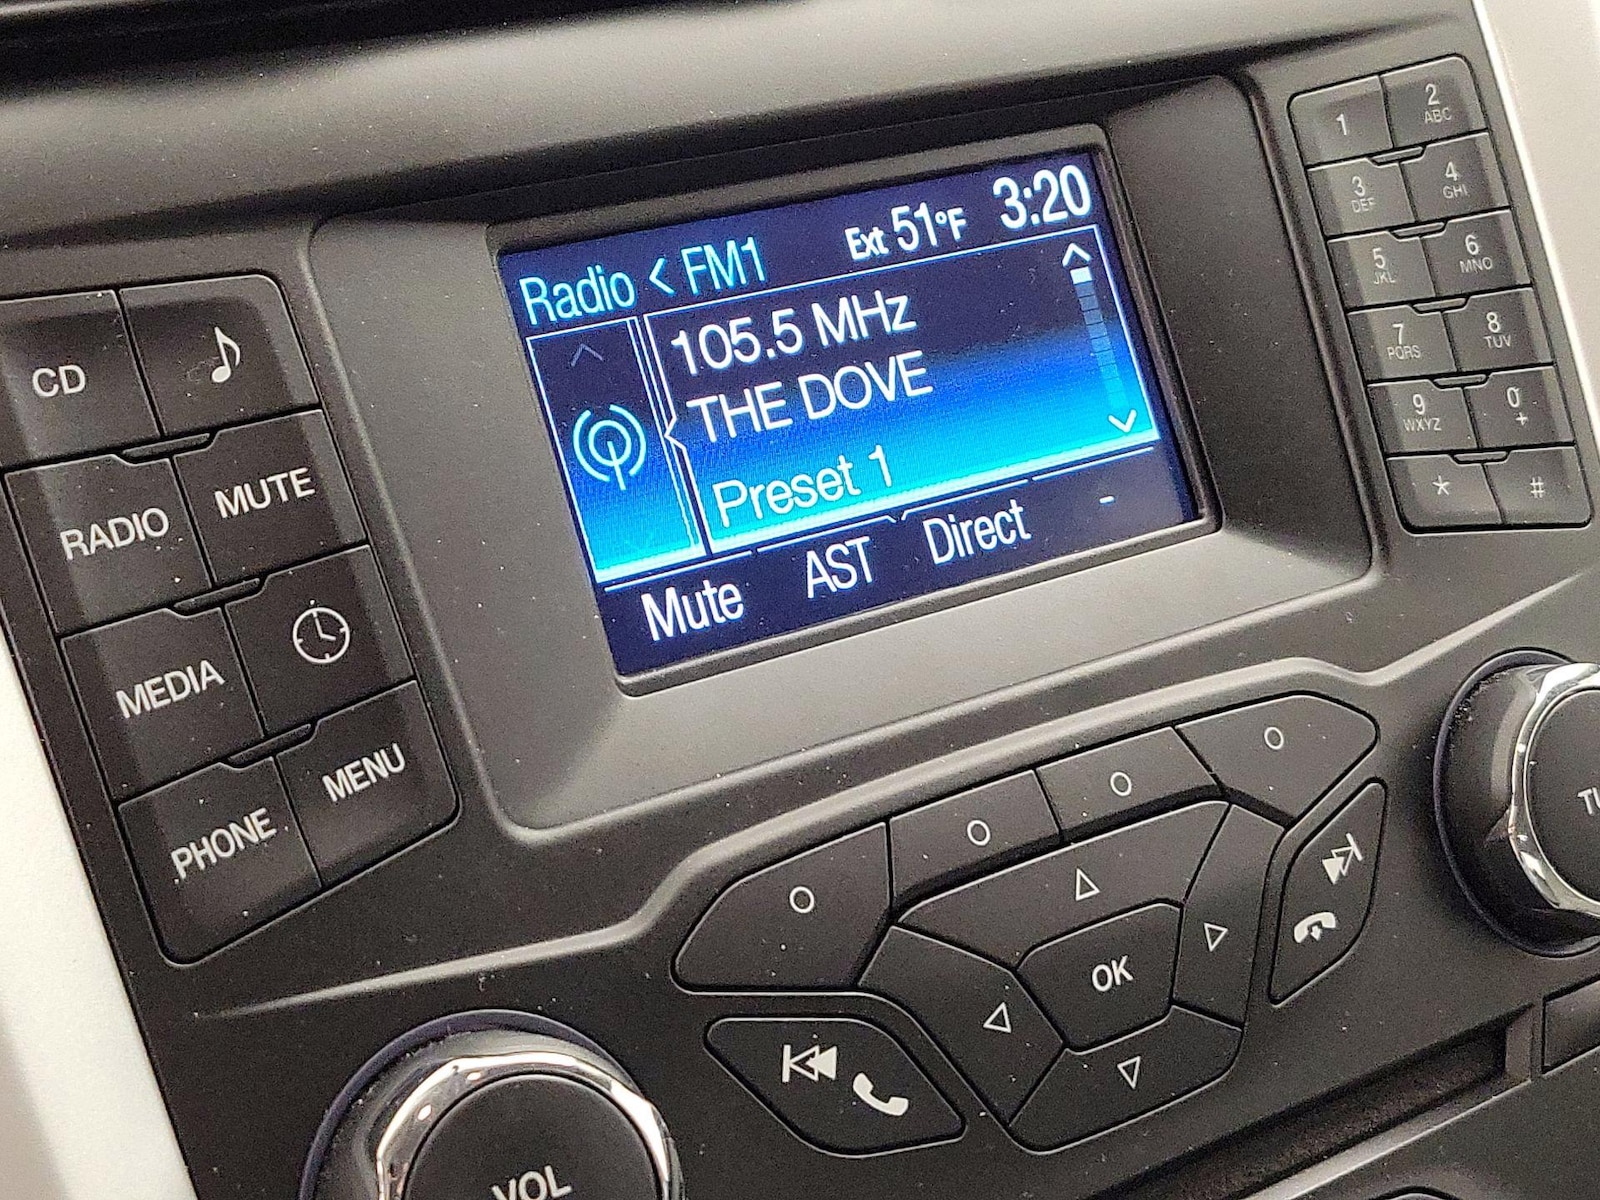 Radio < FM1 Ext 51°F 3:20
105.5 MHz
THE DOVE
Preset 1
Mute AST Direct -
CD
RADIO MUTE
MEDIA
PHONE MENU
1 2 ABC
3 DEF 4 GHI
5 JKL 6 MNO
7 PQRS 8 TUV
9 WXYZ 0 +
* #
OK
VOL